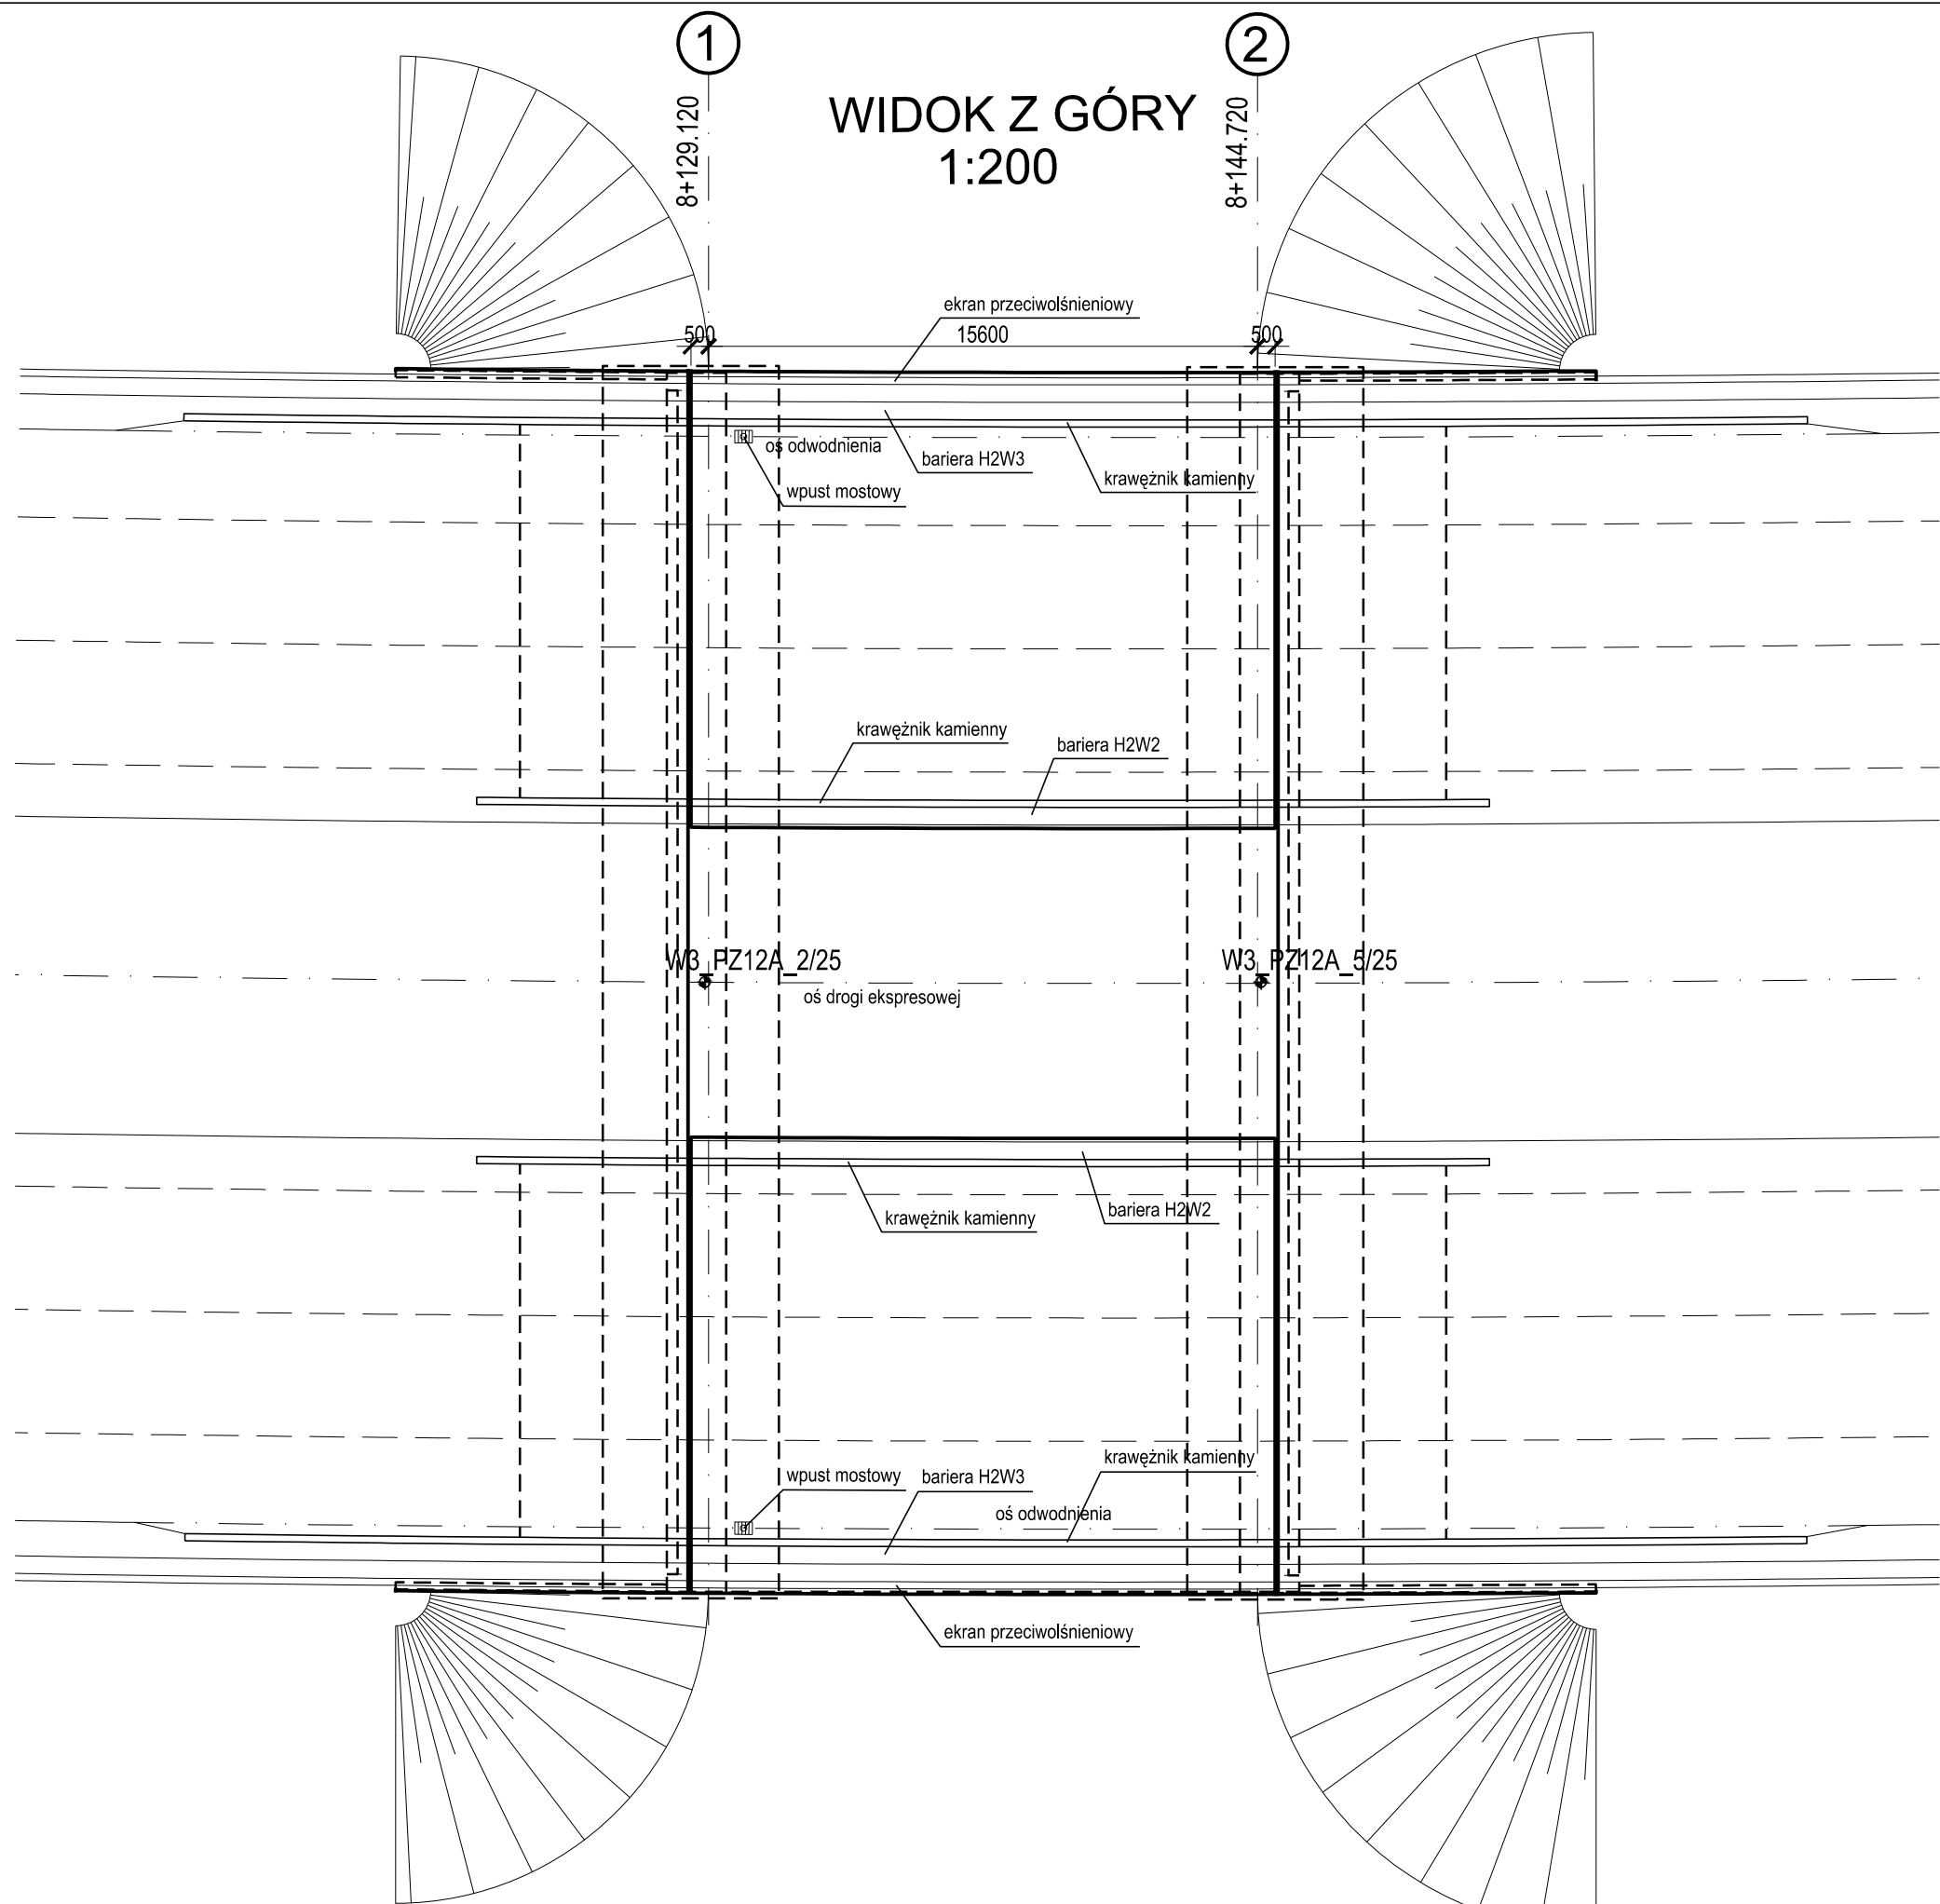 1
2
8+129.120
WIDOK Z GÓRY
1:200
8+144.720
ekran przeciwolśnieniowy
500
15600
500
oś odwodnienia
bariera H2W3
krawężnik kamienny
wpust mostowy
krawężnik kamienny
bariera H2W2
W3_PZ12A_2/25
W3_PZ12A_5/25
oś drogi ekspresowej
krawężnik kamienny
bariera H2W2
krawężnik kamienny
wpust mostowy
bariera H2W3
oś odwodnienia
ekran przeciwolśnieniowy